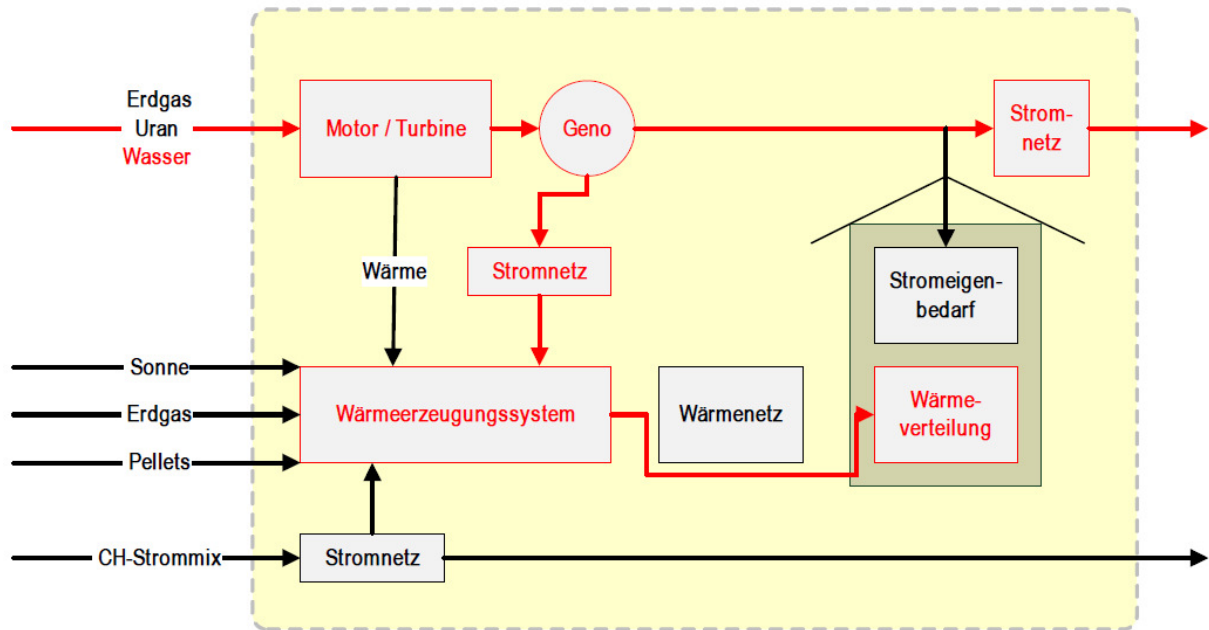 Erdgas
Uran
Wasser
Motor / Turbine
Geno
Strom-
netz
Wärme
Stromnetz
Stromeigen-
bedarf
Sonne
Erdgas
Pellets
Wärmeerzeugungssystem
Wärmenetz
Wärme-
verteilung
CH-Strommix
Stromnetz